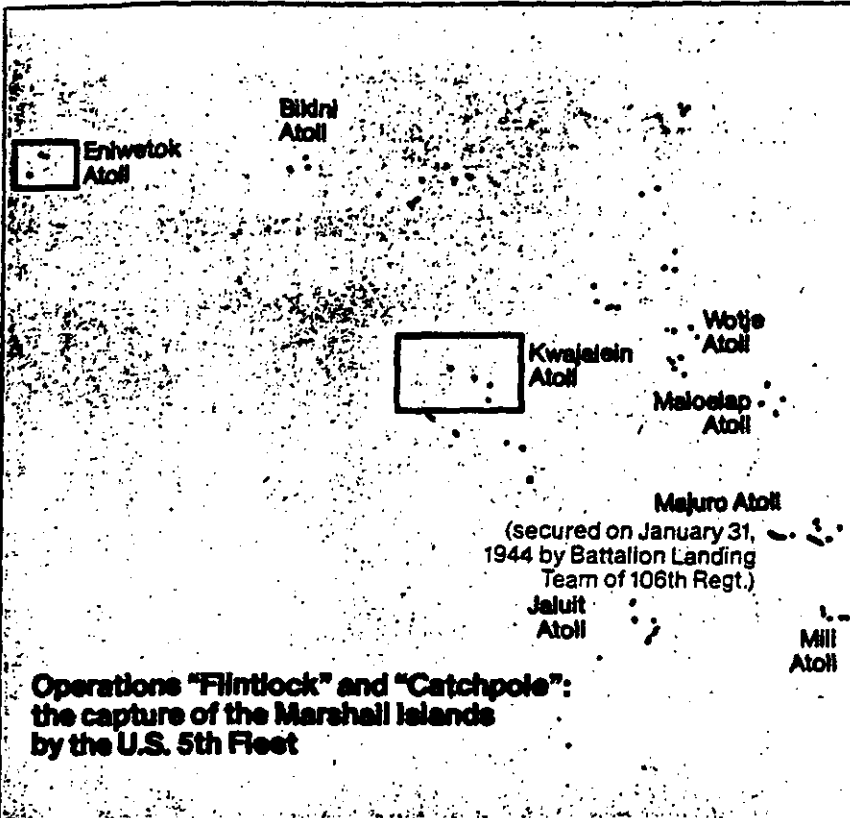 Bikini
Atoll
Eniwetok
Atoll
Wotje
Atoll
Kwajalein
Atoll
Maloelap
Atoll
Majuro Atoll
(secured on January 31,
1944 by Battalion Landing
Team of 106th Regt.)
Jaluit
Atoll
Mili
Atoll
Operations "Flintlock" and "Catchpole":
the capture of the Marshall Islands
by the U.S. 5th Fleet